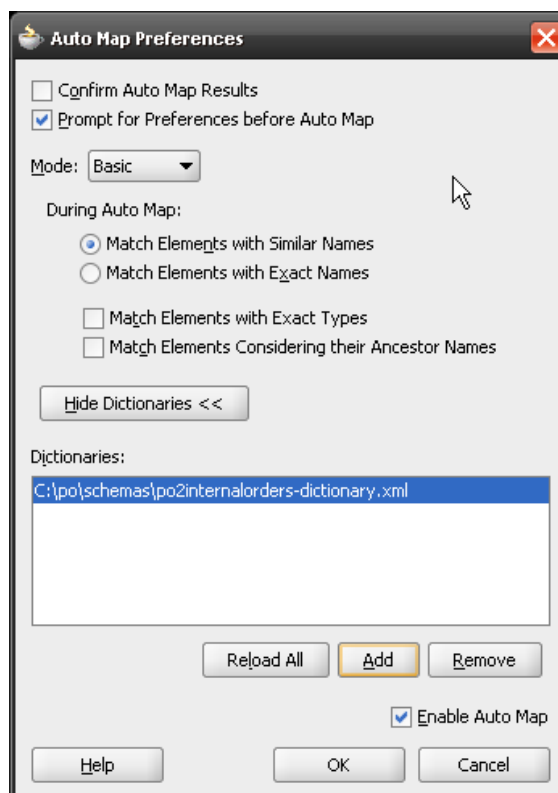 Auto Map Preferences
Confirm Auto Map Results
Prompt for Preferences before Auto Map
Mode: Basic
During Auto Map:
Match Elements with Similar Names
Match Elements with Exact Names
Match Elements with Exact Types
Match Elements Considering their Ancestor Names
Hide Dictionaries <<
Dictionaries:
C:\po\schemas\po2internalorders-dictionary.xml
Reload All Add Remove
Enable Auto Map
Help OK Cancel